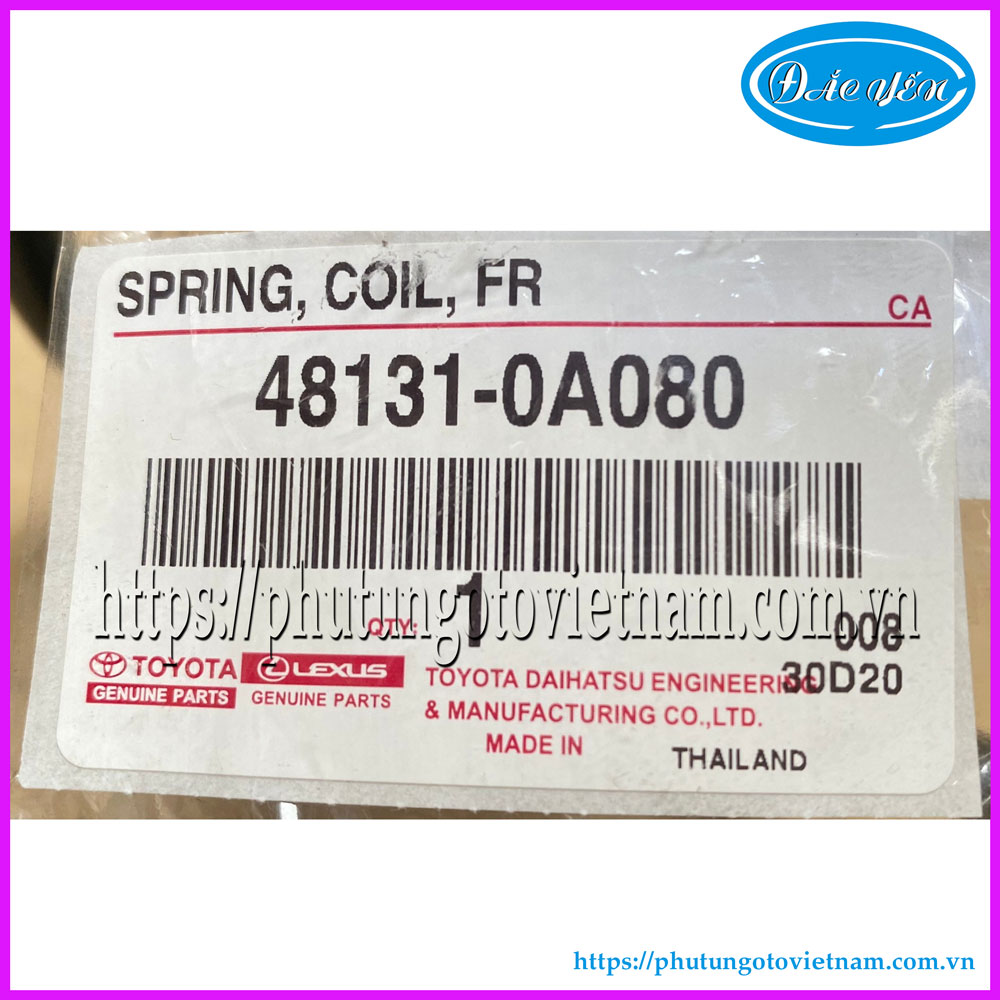 ĐẮC YẾN
SPRING, COIL, FR
CA
48131-0A080
https://phutungotovietnam.com.vn
QTY: 1
008
TOYOTA
GENUINE PARTS
LEXUS
GENUINE PARTS
TOYOTA DAIHATSU ENGINEERING
30D20
& MANUFACTURING CO.,LTD.
MADE IN
THAILAND
https://phutungotovietnam.com.vn